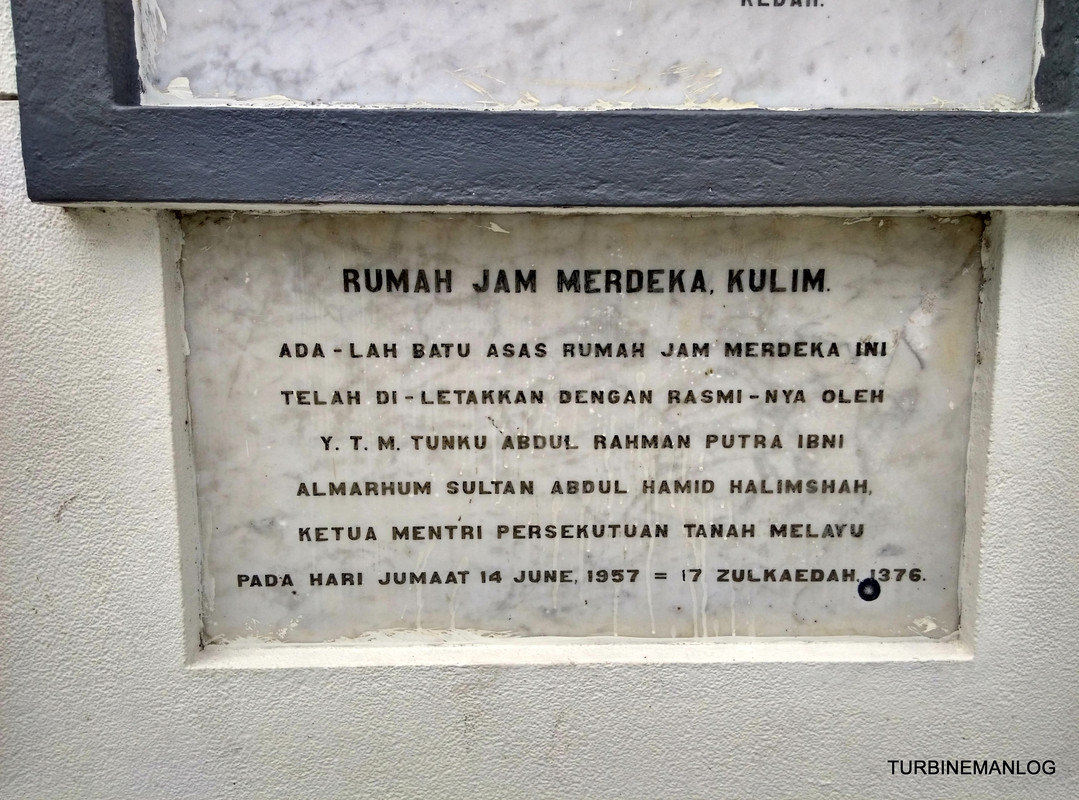 KEDAH.
RUMAH JAM MERDEKA, KULIM.
ADA-LAH BATU ASAS RUMAH JAM MERDEKA INI
TELAH DI-LETAKKAN DENGAN RASMI-NYA OLEH
Y. T. M. TUNKU ABDUL RAHMAN PUTRA IBNI
ALMARHUM SULTAN ABDUL HAMID HALIMSHAH,
KETUA MENTRI PERSEKUTUAN TANAH MELAYU
PADA HARI JUMAAT 14 JUNE, 1957 = 17 ZULKAEDAH. 1376.
TURBINEMANLOG